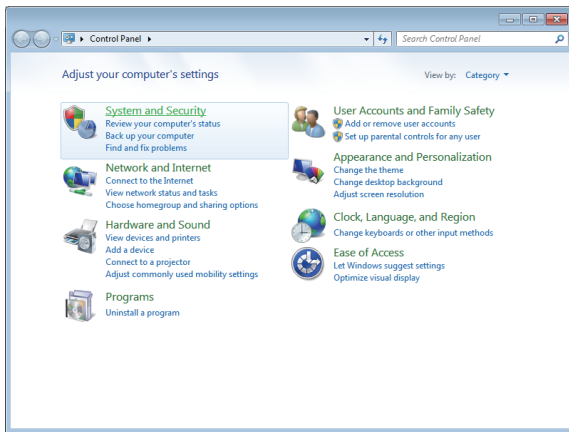 Control Panel
Search Control Panel
Adjust your computer's settings
View by: Category
System and Security
Review your computer's status
Back up your computer
Find and fix problems
Network and Internet
Connect to the Internet
View network status and tasks
Choose homegroup and sharing options
Hardware and Sound
View devices and printers
Add a device
Connect to a projector
Adjust commonly used mobility settings
Programs
Uninstall a program
User Accounts and Family Safety
Add or remove user accounts
Set up parental controls for any user
Appearance and Personalization
Change the theme
Change desktop background
Adjust screen resolution
Clock, Language, and Region
Change keyboards or other input methods
Ease of Access
Let Windows suggest settings
Optimize visual display